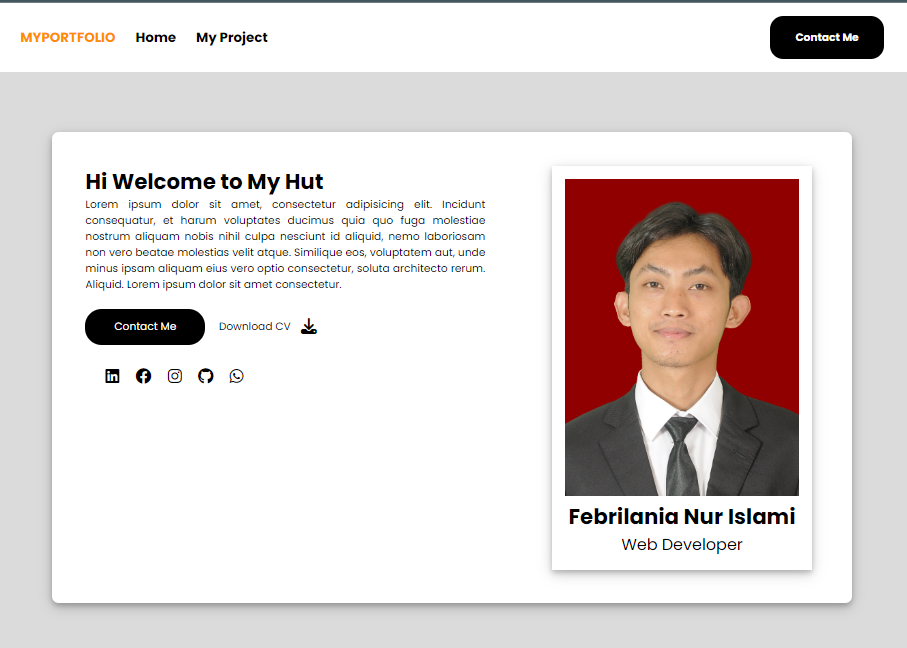 MYPORTFOLIO Home My Project Contact Me
Hi Welcome to My Hut
Lorem ipsum dolor sit amet, consectetur adipisicing elit. Incidunt
consequatur, et harum voluptates ducimus quia quo fuga molestiae
nostrum aliquam nobis nihil culpa nesciunt id aliquid, nemo laboriosam
non vero beatae molestias velit atque. Similique eos, voluptatem aut, unde
minus ipsam aliquam eius vero optio consectetur, soluta architecto rerum.
Aliquid. Lorem ipsum dolor sit amet consectetur.
Contact Me Download CV
Febrilania Nur Islami
Web Developer